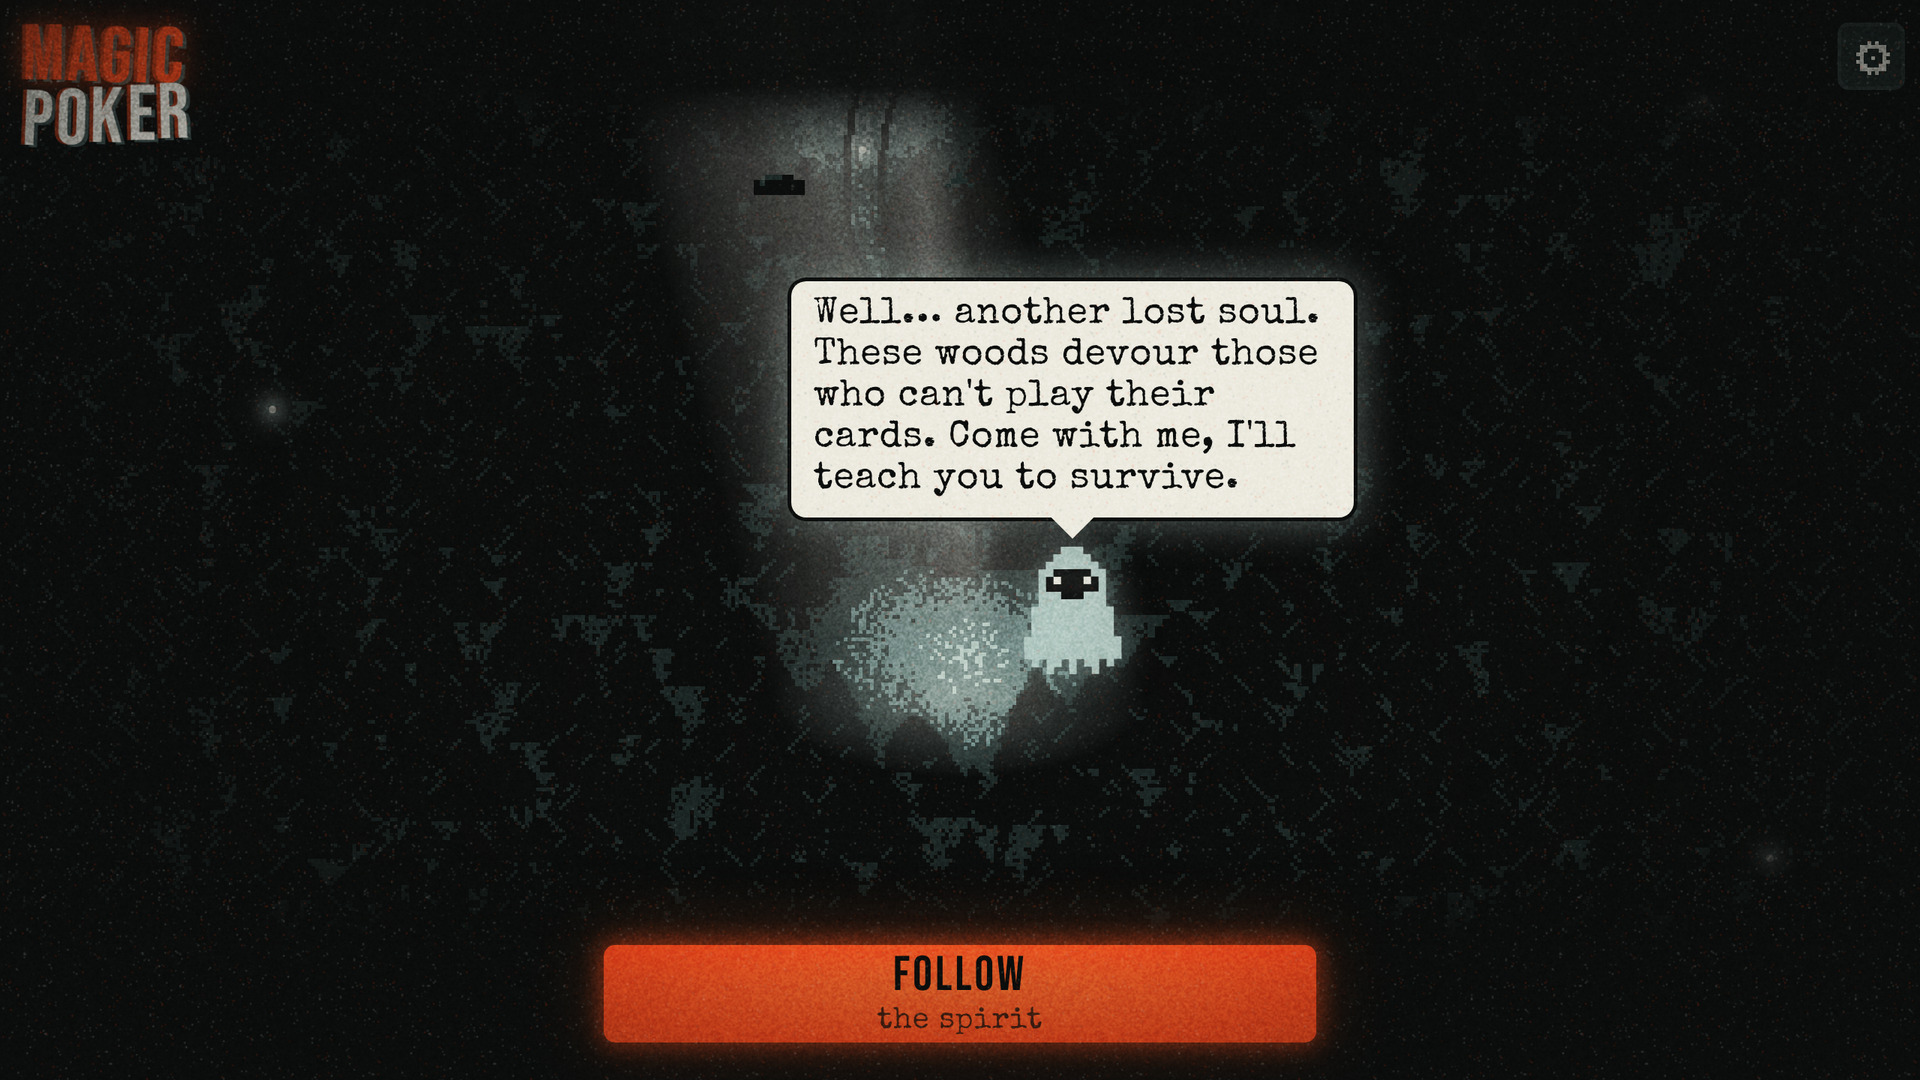 MAGIC
POKER
Well... another lost soul.
These woods devour those
who can't play their
cards. Come with me, I'll
teach you to survive.
FOLLOW
the spirit